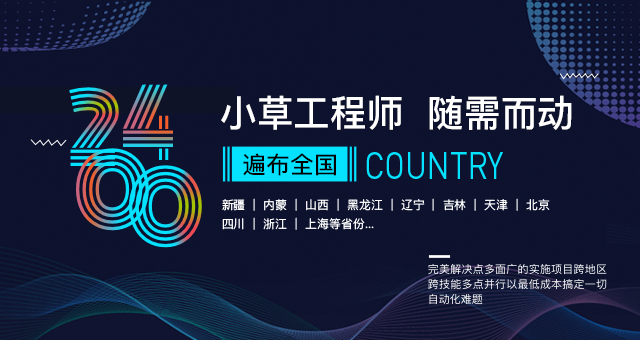 24
00
小草工程师 随需而动
遍布全国 COUNTRY
新疆 | 内蒙 | 山西 | 黑龙江 | 辽宁 | 吉林 | 天津 | 北京
四川 | 浙江 | 上海等省份...
完美解决点多面广的实施项目跨地区
跨技能多点并行以最低成本搞定一切
自动化难题